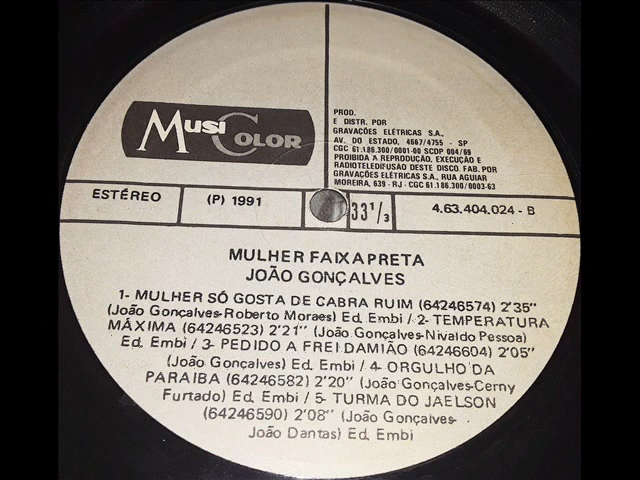 MUSICOLOR
PROD.
E DISTR. POR
GRAVAÇÕES ELÉTRICAS S.A.,
AV. DO ESTADO, 4667/4755 - SP
CGC 61.186.300/0001-00 SCDP 004/69
PROIBIDA A REPRODUÇÃO, EXECUÇÃO E
RADIOTELEDIFUSÃO DESTE DISCO. FAB. POR
GRAVAÇÕES ELÉTRICAS S.A., RUA AGUIAR
MOREIRA, 639 - RJ - CGC 61.186.300/0003-63
ESTÉREO (P) 1991 33 1/3 4.63.404.024 - B
MULHER FAIXA PRETA
JOÃO GONÇALVES
1- MULHER SÓ GOSTA DE CABRA RUIM (64246574) 2'35"
(João Gonçalves-Roberto Moraes) Ed. Embi / 2- TEMPERATURA
MÁXIMA (64246523) 2'21" (João Gonçalves-Nivaldo Pessoa)
Ed. Embi / 3- PEDIDO A FREI DAMIÃO (64246604) 2'05"
(João Gonçalves) Ed. Embi / 4- ORGULHO DA
PARAIBA (64246582) 2'20" (João Gonçalves-Cerny
Furtado) Ed. Embi / 5- TURMA DO JAELSON
(64246590) 2'08" (João Gonçalves-
João Dantas) Ed. Embi